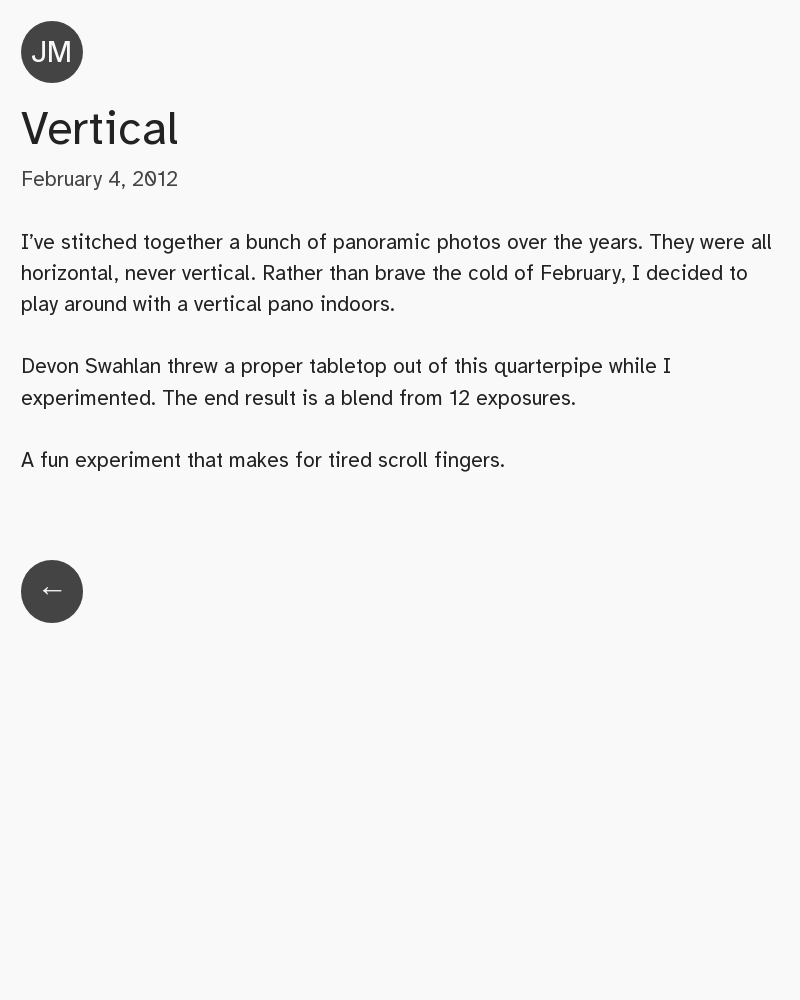 JM
Vertical
February 4, 2012
I’ve stitched together a bunch of panoramic photos over the years. They were all
horizontal, never vertical. Rather than brave the cold of February, I decided to
play around with a vertical pano indoors.
Devon Swahlan threw a proper tabletop out of this quarterpipe while I
experimented. The end result is a blend from 12 exposures.
A fun experiment that makes for tired scroll fingers.
←